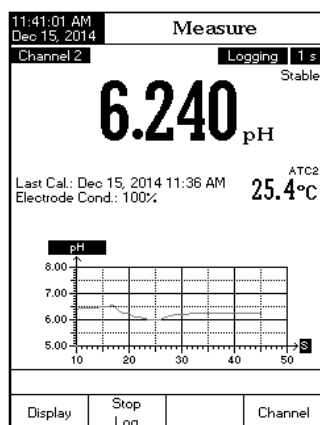 11:41:01 AM
Dec 15, 2014
Measure
Channel 2
Logging 1 s
Stable
6.240 pH
ATC2
Last Cal.: Dec 15, 2014 11:36 AM
25.4°C
Electrode Cond.: 100%
pH
8.00
7.00
6.00
5.00
10 20 30 40 50
S
Display
Stop
Log
Channel